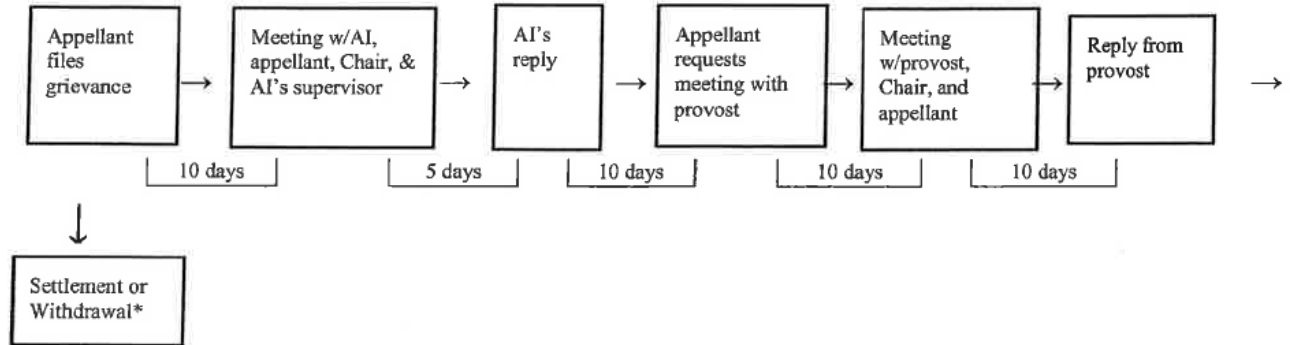 Appellant
files
grievance
Meeting w/AI,
appellant, Chair, &
AI's supervisor
AI's
reply
Appellant
requests
meeting with
provost
Meeting
w/provost,
Chair, and
appellant
Reply from
provost
10 days
5 days
10 days
10 days
10 days
Settlement or
Withdrawal*